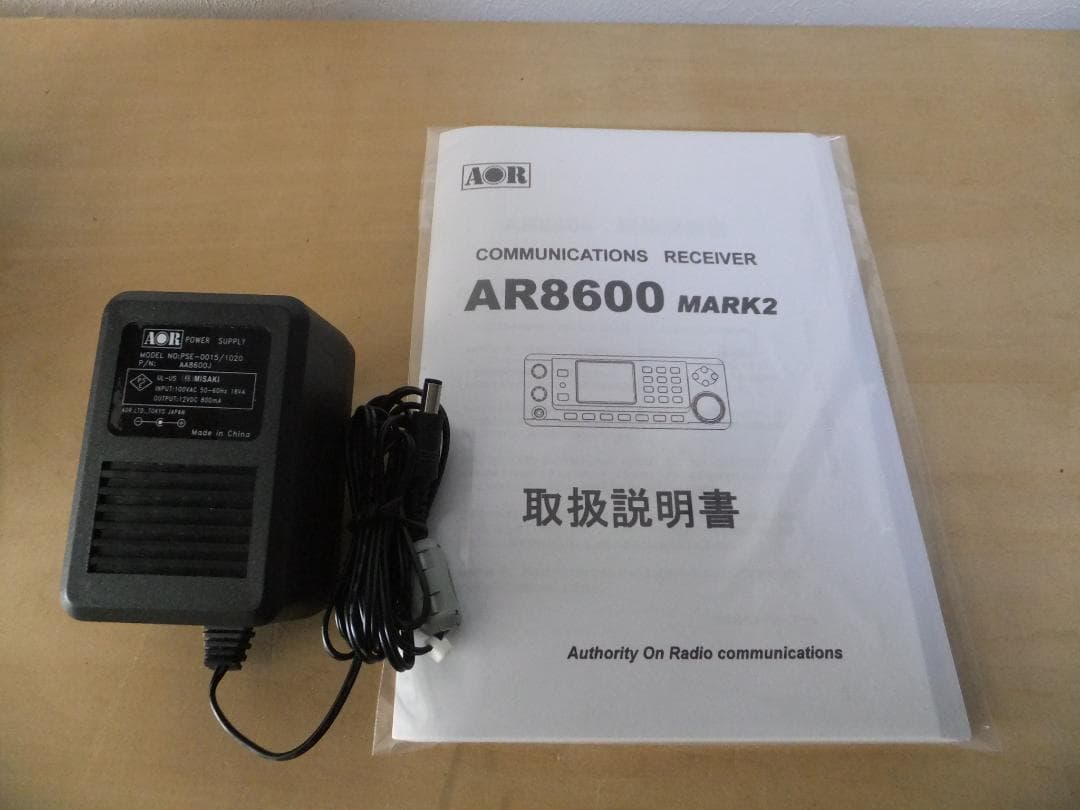 AOR POWER SUPPLY
MODEL NO:PSE-0015/1020
P/N: AA8600J
UL-US MISAKI
INPUT:100VAC 50-60Hz 18VA
OUTPUT:12VDC 800mA
AOR.LTD.,TOKYO JAPAN
Made in China
AOR
COMMUNICATIONS RECEIVER
AR8600 MARK2
取扱説明書
Authority On Radio communications